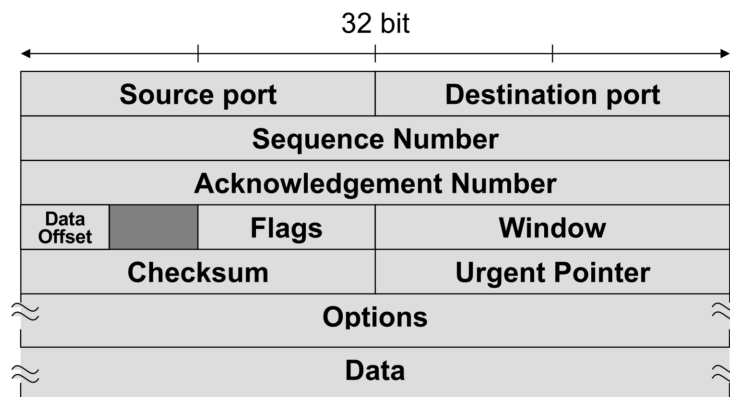 32 bit
Source port Destination port
Sequence Number
Acknowledgement Number
Data
Offset Flags Window
Checksum Urgent Pointer
Options
Data